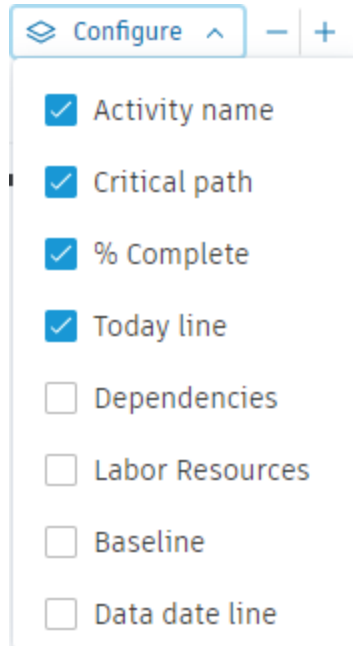 Configure
Activity name
Critical path
% Complete
Today line
Dependencies
Labor Resources
Baseline
Data date line